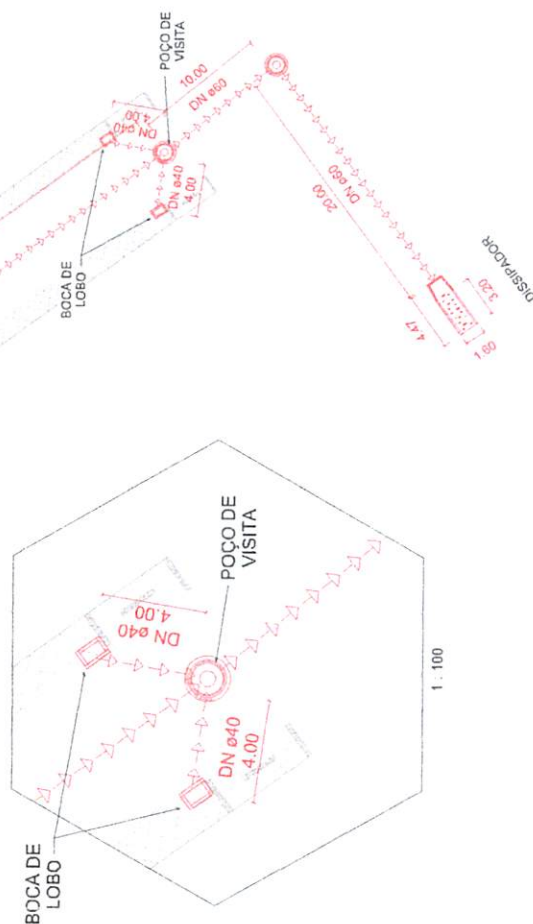 POÇO DE
VISITA
10.00
DN ø60
4.00
DN ø40
DN ø40
4.00
BOCA DE
LOBO
20.00
DN ø60
4.47
3.20
1.60
DISSIPADOR
POÇO DE
VISITA
DN ø40
4.00
DN ø40
4.00
BOCA DE
LOBO
1 : 100